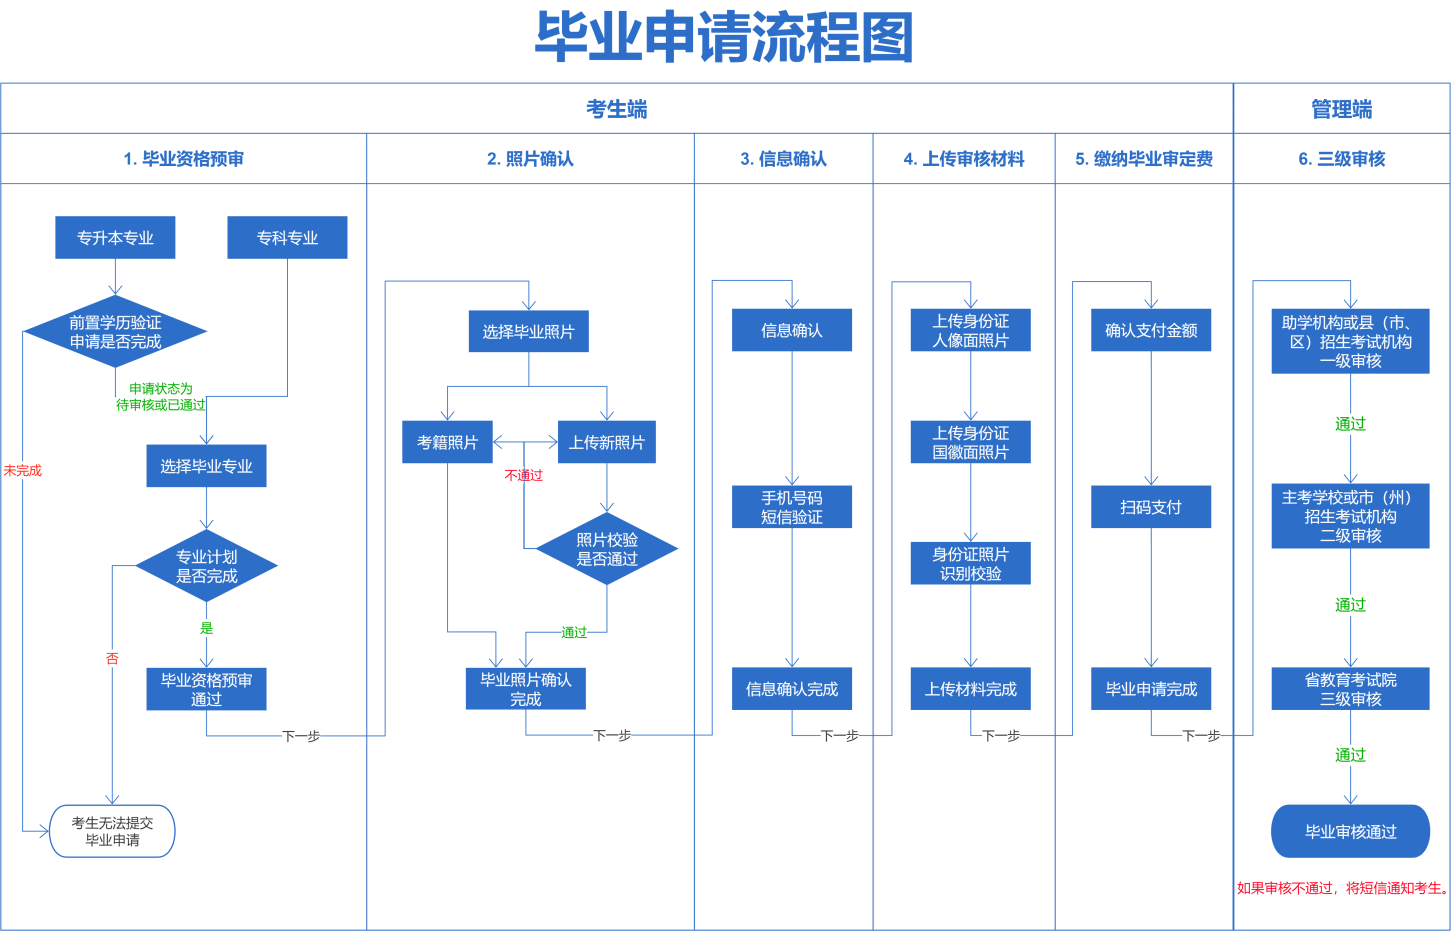 毕业申请流程图
考生端
管理端
1. 毕业资格预审
2. 照片确认
3. 信息确认
4. 上传审核材料
5. 缴纳毕业审定费
6. 三级审核
专升本专业
专科专业
前置学历验证
申请是否完成
申请状态为
待审核或已通过
未完成
选择毕业专业
专业计划
是否完成
是
否
毕业资格预审
通过
下一步
考生无法提交
毕业申请
选择毕业照片
考籍照片
上传新照片
不通过
照片校验
是否通过
通过
毕业照片确认
完成
下一步
信息确认
手机号码
短信验证
信息确认完成
下一步
上传身份证
人像面照片
上传身份证
国徽面照片
身份证照片
识别校验
上传材料完成
下一步
确认支付金额
扫码支付
毕业申请完成
下一步
助学机构或县（市、
区）招生考试机构
一级审核
通过
主考学校或市（州）
招生考试机构
二级审核
通过
省教育考试院
三级审核
通过
毕业审核通过
如果审核不通过，将短信通知考生。